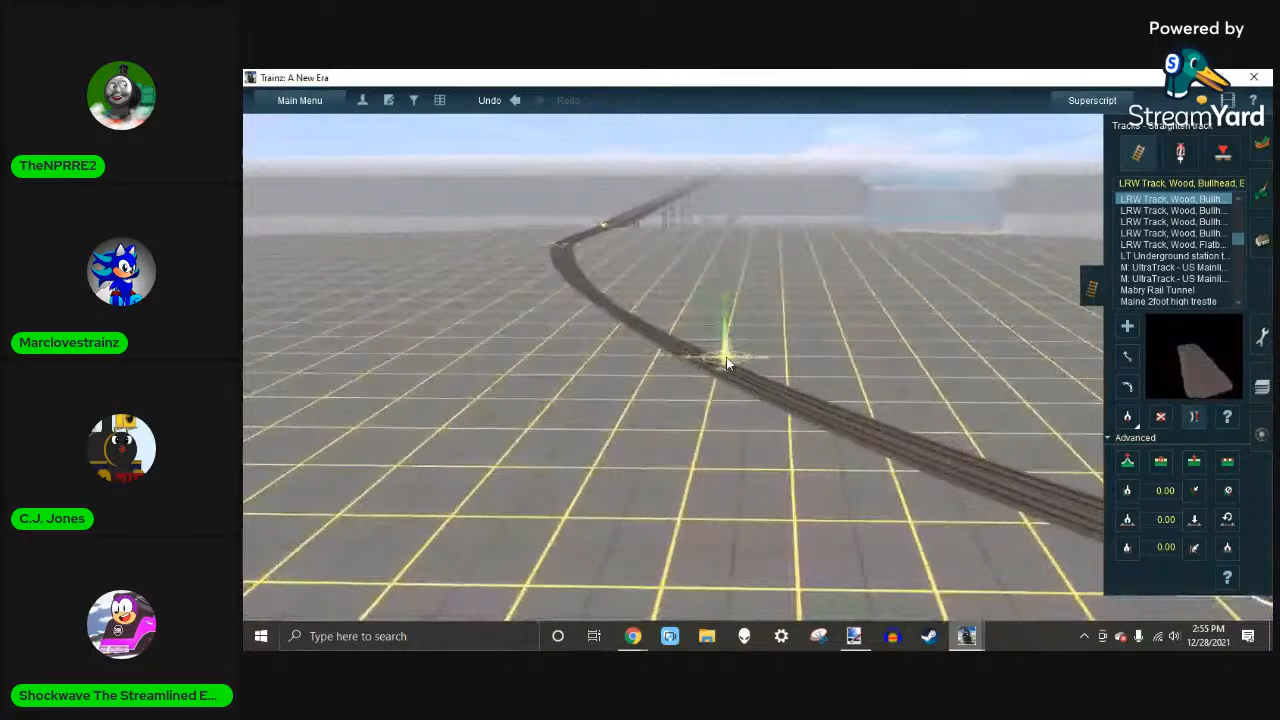 Powered by
StreamYard
TheNPRRE2
Marclovestrainz
C.J. Jones
Shockwave The Streamlined E...
Trainz: A New Era
Main Menu
Undo
Redo
Superscript
Tracks - Straighten track
LRW Track, Wood, Bullhead, E
LRW Track, Wood, Bullh...
LRW Track, Wood, Bullh...
LRW Track, Wood, Bullh...
LRW Track, Wood, Bullh...
LRW Track, Wood, Flatb...
LT Underground station t...
M: UltraTrack - US Mainli...
M: UltraTrack - US Mainli...
Mabry Rail Tunnel
Maine 2foot high trestle
Advanced
0.00
0.00
0.00
Type here to search
2:55 PM
12/28/2021